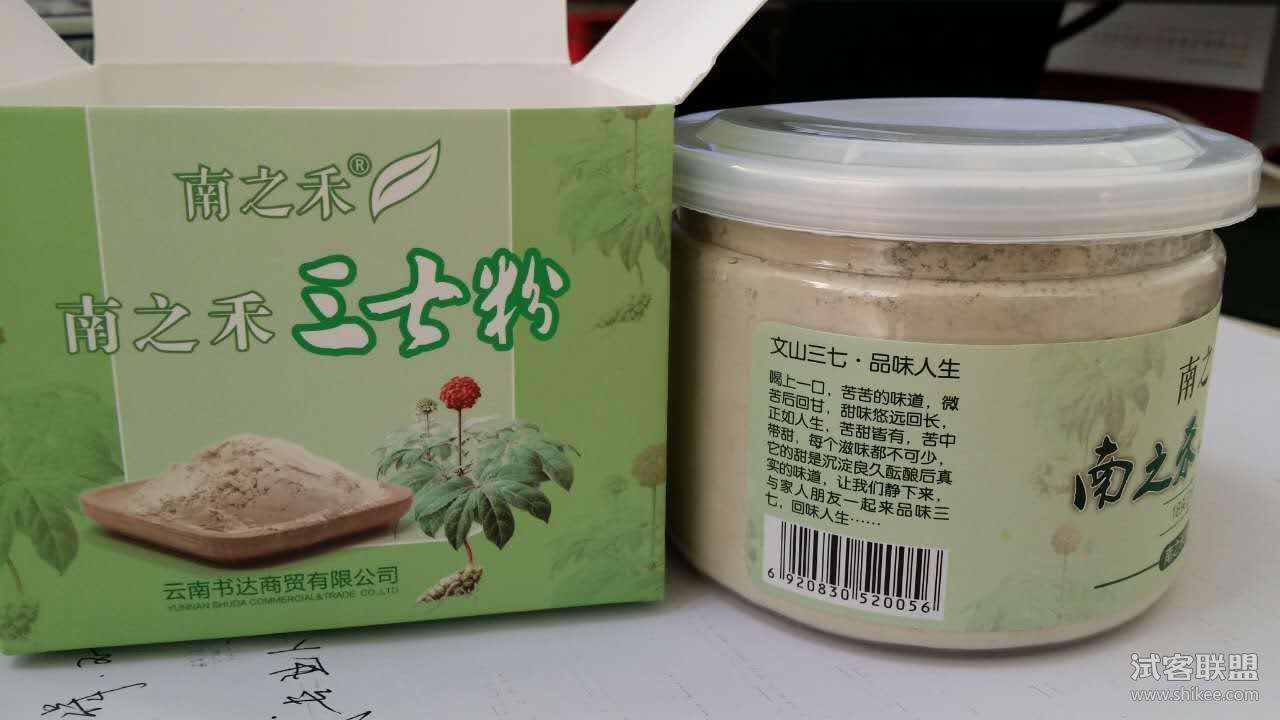 南之禾®
南之禾 三七粉
云南书达商贸有限公司
YUNNAN SHUDA COMMERCIAL&TRADE CO.,LTD
文山三七·品味人生
喝上一口，苦苦的味道，微
苦后回甘，甜味悠远回长，
正如人生，苦甜皆有，苦中
带甜，每个滋味都不可少，
它的甜是沉淀良久酝酿后真
实的味道，让我们静下来，
与家人朋友一起来品味三
七，回味人生……
6 920830 520056
南之
南之禾
试客联盟
www.shikee.com